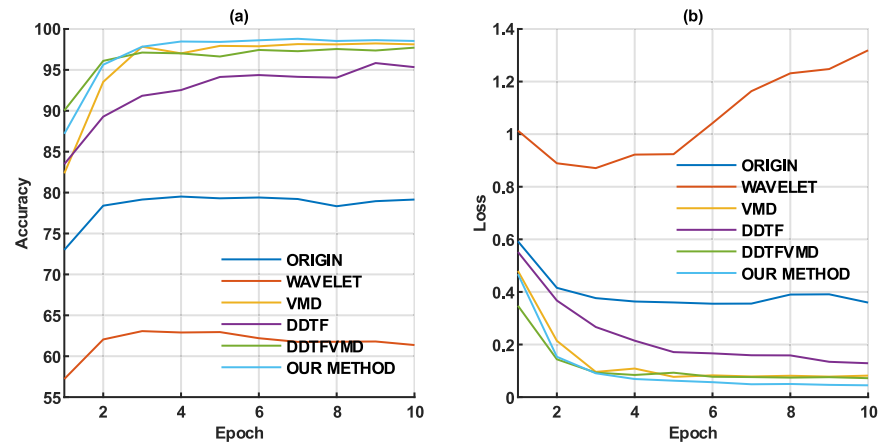 (a)
100
95
90
85
80
75
70
65
60
55
2
4
6
8
10
Accuracy
Epoch
ORIGIN
WAVELET
VMD
DDTF
DDTFVMD
OUR METHOD
(b)
1.4
1.2
1
0.8
0.6
0.4
0.2
0
2
4
6
8
10
Loss
Epoch
ORIGIN
WAVELET
VMD
DDTF
DDTFVMD
OUR METHOD